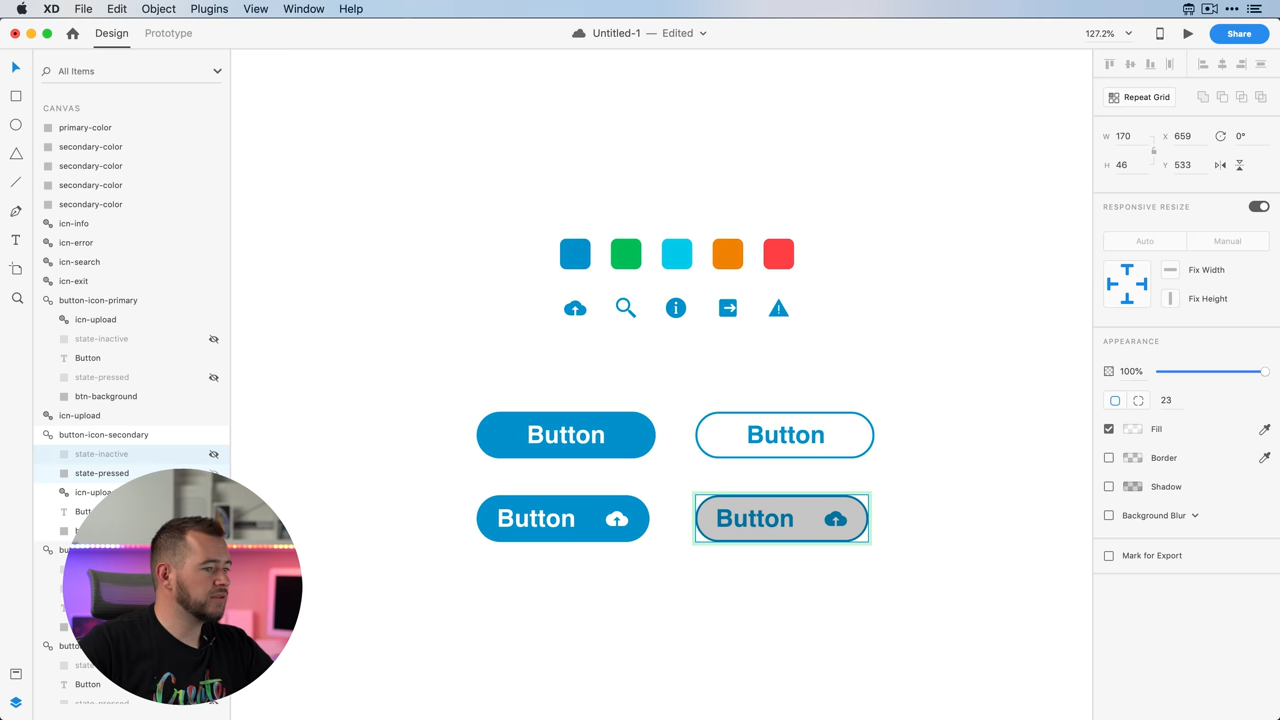 XD File Edit Object Plugins View Window Help
Design Prototype
Untitled-1 — Edited
127.2%
Share
All Items
CANVAS
primary-color
secondary-color
secondary-color
secondary-color
secondary-color
icn-info
icn-error
icn-search
icn-exit
button-icon-primary
icn-upload
state-inactive
Button
state-pressed
btn-background
icn-upload
button-icon-secondary
state-inactive
state-pressed
Button
Button
Button
Button
Button
Repeat Grid
W 170 X 659 0°
H 46 Y 533
RESPONSIVE RESIZE
Auto Manual
Fix Width
Fix Height
APPEARANCE
100%
23
Fill
Border
Shadow
Background Blur
Mark for Export
Create